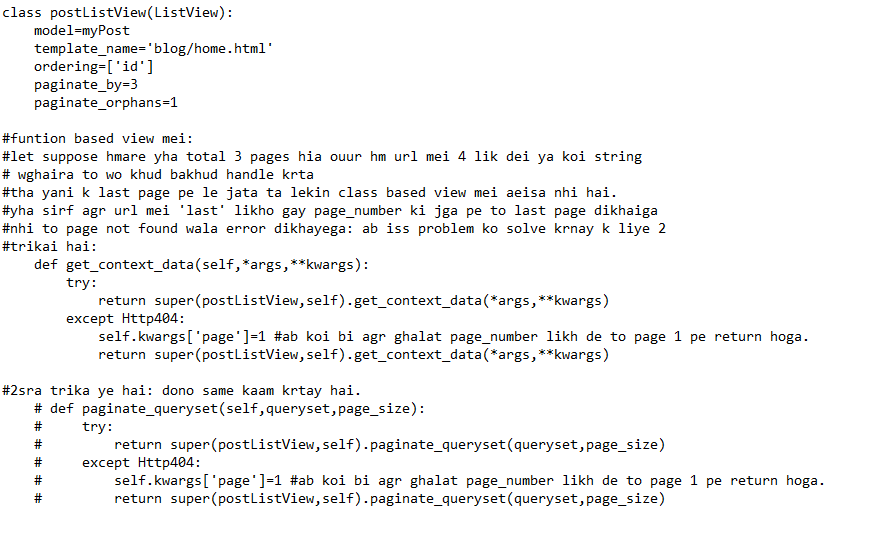 class postListView(ListView):
    model=myPost
    template_name='blog/home.html'
    ordering=['id']
    paginate_by=3
    paginate_orphans=1

#funtion based view mei:
#let suppose hmare yha total 3 pages hia ouur hm url mei 4 lik dei ya koi string
# wghaira to wo khud bakhud handle krta
#tha yani k last page pe le jata ta lekin class based view mei aeisa nhi hai.
#yha sirf agr url mei 'last' likho gay page_number ki jga pe to last page dikhaiga
#nhi to page not found wala error dikhayega: ab iss problem ko solve krnay k liye 2
#trikai hai:
    def get_context_data(self,*args,**kwargs):
        try:
            return super(postListView,self).get_context_data(*args,**kwargs)
        except Http404:
            self.kwargs['page']=1 #ab koi bi agr ghalat page_number likh de to page 1 pe return hoga.
            return super(postListView,self).get_context_data(*args,**kwargs)

#2sra trika ye hai: dono same kaam krtay hai.
    # def paginate_queryset(self,queryset,page_size):
    #     try:
    #         return super(postListView,self).paginate_queryset(queryset,page_size)
    #     except Http404:
    #         self.kwargs['page']=1 #ab koi bi agr ghalat page_number likh de to page 1 pe return hoga.
    #         return super(postListView,self).paginate_queryset(queryset,page_size)